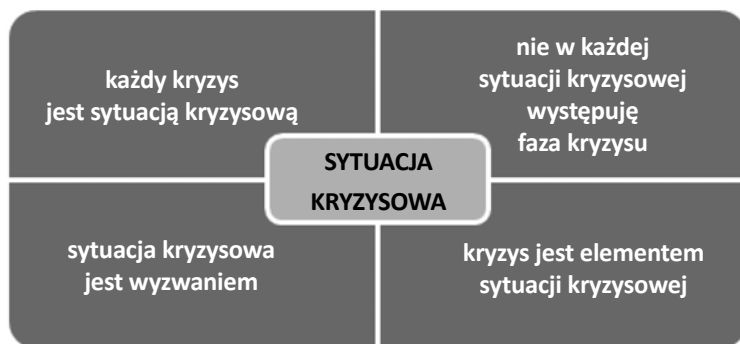 każdy kryzys
jest sytuacją kryzysową
nie w każdej
sytuacji kryzysowej
występuję
faza kryzysu
SYTUACJA
KRYZYSOWA
sytuacja kryzysowa
jest wyzwaniem
kryzys jest elementem
sytuacji kryzysowej